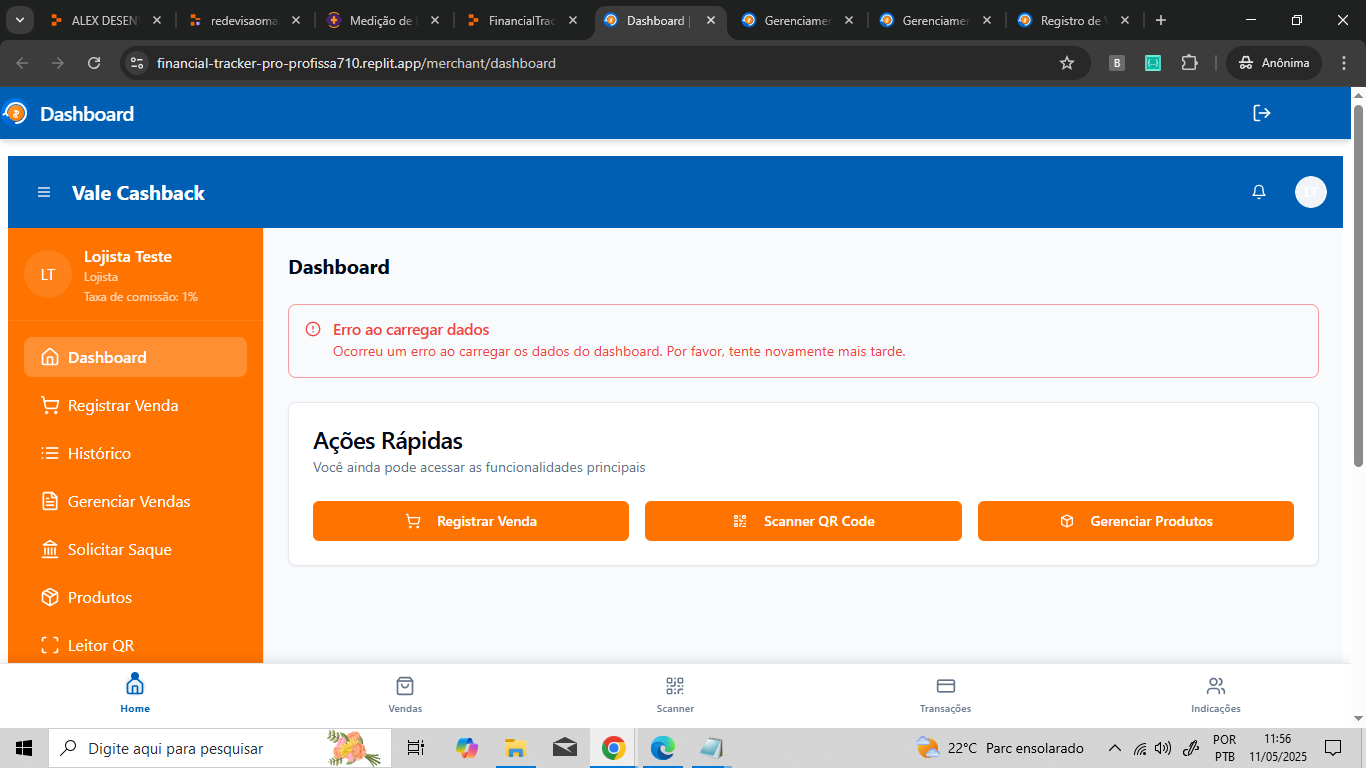 ALEX DESEN
redevisaoma
Medição de
FinancialTrac
Dashboard |
Gerenciamen
Gerenciamen
Registro de V
financial-tracker-pro-profissa710.replit.app/merchant/dashboard
B
Anônima
Dashboard
Vale Cashback
LT
LT
Lojista Teste
Lojista
Taxa de comissão: 1%
Dashboard
Registrar Venda
Histórico
Gerenciar Vendas
Solicitar Saque
Produtos
Leitor QR
Dashboard
Erro ao carregar dados
Ocorreu um erro ao carregar os dados do dashboard. Por favor, tente novamente mais tarde.
Ações Rápidas
Você ainda pode acessar as funcionalidades principais
Registrar Venda
Scanner QR Code
Gerenciar Produtos
Home
Vendas
Scanner
Transações
Indicações
Digite aqui para pesquisar
22°C Parc ensolarado
POR
PTB
11:56
11/05/2025